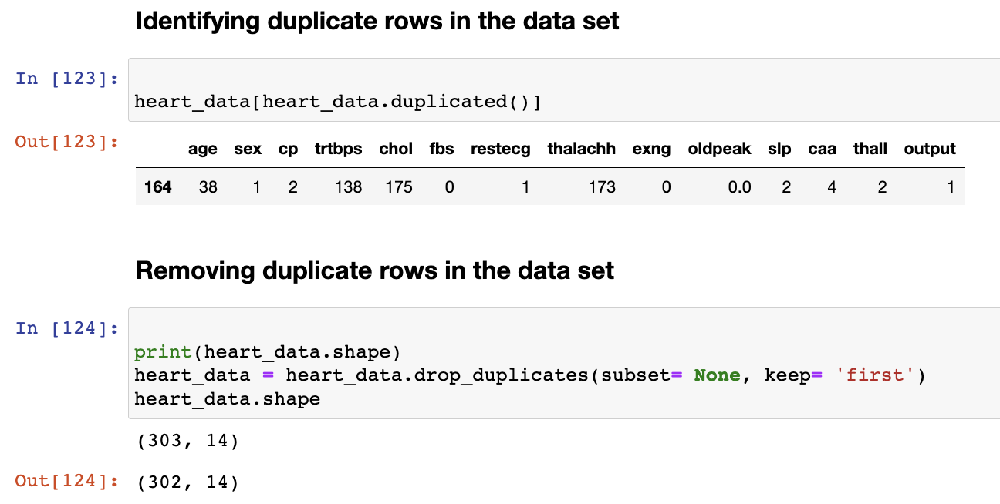 Identifying duplicate rows in the data set
In [123]:
heart_data[heart_data.duplicated()]
Out[123]:
age sex cp trtbps chol fbs restecg thalachh exng oldpeak slp caa thall output
164 38 1 2 138 175 0 1 173 0 0.0 2 4 2 1
Removing duplicate rows in the data set
In [124]:
print(heart_data.shape)
heart_data = heart_data.drop_duplicates(subset= None, keep= 'first')
heart_data.shape
(303, 14)
Out[124]: (302, 14)